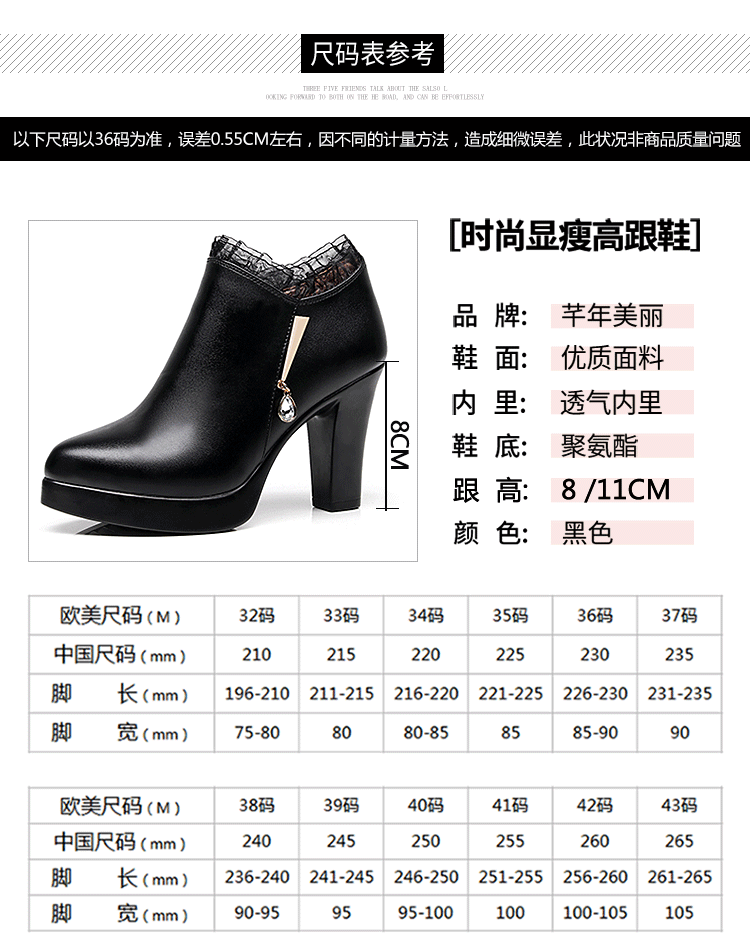 尺码表参考
THREE FIVE FRIENDS TALK ABOUT THE SALSO L
OOKING FORWARD TO BOTH ON THE HE ROAD, AND CAN BE EFFORTLESSLY
以下尺码以36码为准，误差0.55CM左右，因不同的计量方法，造成细微误差，此状况非商品质量问题
[时尚显瘦高跟鞋]
品 牌: 芊年美丽
鞋 面: 优质面料
内 里: 透气内里
鞋 底: 聚氨酯
跟 高: 8 /11CM
颜 色: 黑色
8CM
欧美尺码(M) 32码 33码 34码 35码 36码 37码
中国尺码(mm) 210 215 220 225 230 235
脚 长(mm) 196-210 211-215 216-220 221-225 226-230 231-235
脚 宽(mm) 75-80 80 80-85 85 85-90 90
欧美尺码(M) 38码 39码 40码 41码 42码 43码
中国尺码(mm) 240 245 250 255 260 265
脚 长(mm) 236-240 241-245 246-250 251-255 256-260 261-265
脚 宽(mm) 90-95 95 95-100 100 100-105 105